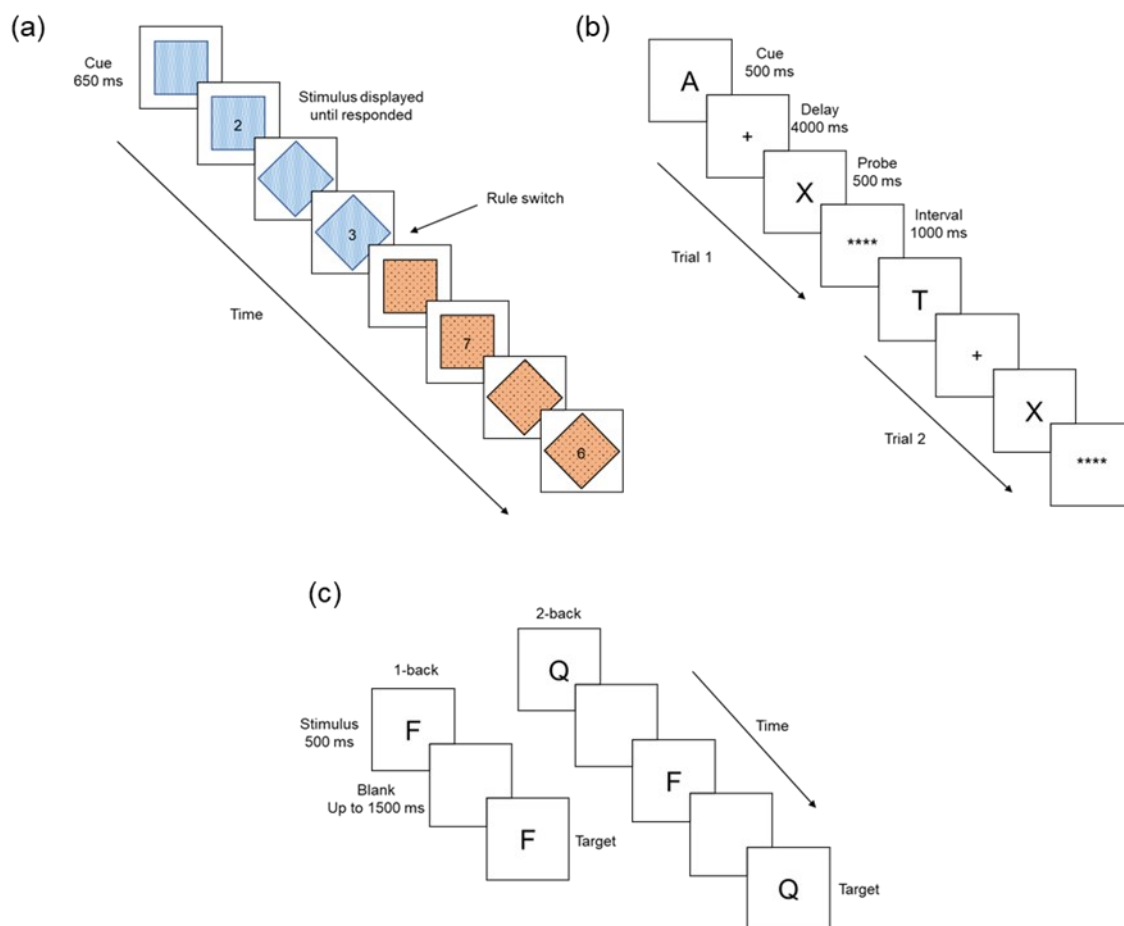 (a)
Cue
650 ms
2
Stimulus displayed
until responded
3
Rule switch
7
6
Time
(b)
A
Cue
500 ms
+
Delay
4000 ms
X
Probe
500 ms
****
Interval
1000 ms
Trial 1
T
+
X
****
Trial 2
(c)
1-back
F
Stimulus
500 ms
Blank
Up to 1500 ms
F
Target
2-back
Q
F
Q
Target
Time